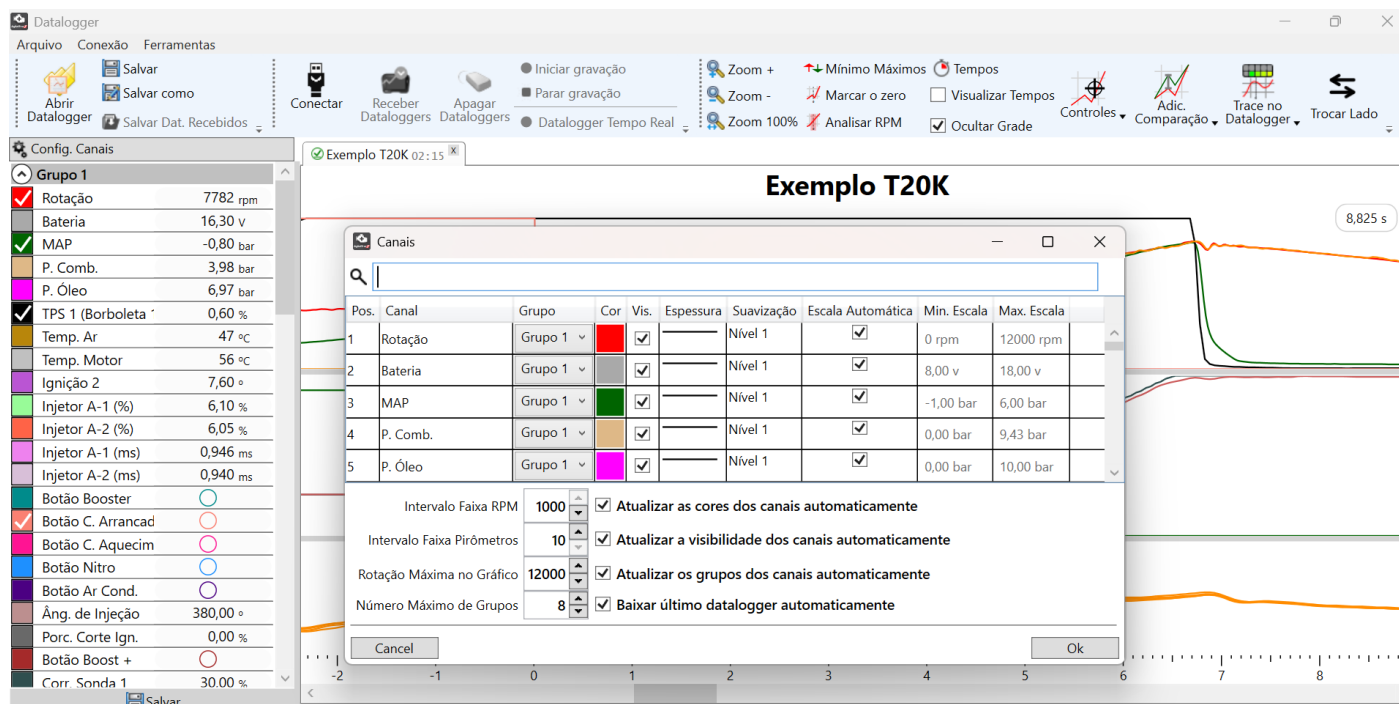 Datalogger
Arquivo Conexão Ferramentas
Abrir Datalogger
Salvar
Salvar como
Salvar Dat. Recebidos
Conectar
Receber Dataloggers
Apagar Dataloggers
Iniciar gravação
Parar gravação
Datalogger Tempo Real
Zoom +
Zoom -
Zoom 100%
Mínimo Máximos
Marcar o zero
Analisar RPM
Tempos
Visualizar Tempos
Ocultar Grade
Controles
Adic. Comparação
Trace no Datalogger
Trocar Lado
Config. Canais
Grupo 1
Rotação 7782 rpm
Bateria 16,30 v
MAP -0,80 bar
P. Comb. 3,98 bar
P. Óleo 6,97 bar
TPS 1 (Borboleta 0,60 %
Temp. Ar 47 °C
Temp. Motor 56 °C
Ignição 2 7,60 °
Injetor A-1 (%) 6,10 %
Injetor A-2 (%) 6,05 %
Injetor A-1 (ms) 0,946 ms
Injetor A-2 (ms) 0,940 ms
Botão Booster
Botão C. Arrancad
Botão C. Aquecim
Botão Nitro
Botão Ar Cond.
Âng. de Injeção 380,00 °
Porc. Corte Ign. 0,00 %
Botão Boost +
Corr. Sonda 1 30,00 %
Salvar
Exemplo T20K 02:15 x
Exemplo T20K
8,825 s
Canais
Pos. Canal Grupo Cor Vis. Espessura Suavização Escala Automática Min. Escala Max. Escala
1 Rotação Grupo 1 Nível 1 0 rpm 12000 rpm
2 Bateria Grupo 1 Nível 1 8,00 v 18,00 v
3 MAP Grupo 1 Nível 1 -1,00 bar 6,00 bar
4 P. Comb. Grupo 1 Nível 1 0,00 bar 9,43 bar
5 P. Óleo Grupo 1 Nível 1 0,00 bar 10,00 bar
Intervalo Faixa RPM 1000 Atualizar as cores dos canais automaticamente
Intervalo Faixa Pirômetros 10 Atualizar a visibilidade dos canais automaticamente
Rotação Máxima no Gráfico 12000 Atualizar os grupos dos canais automaticamente
Número Máximo de Grupos 8 Baixar último datalogger automaticamente
Cancel Ok
-2 -1 0 1 2 3 4 5 6 7 8